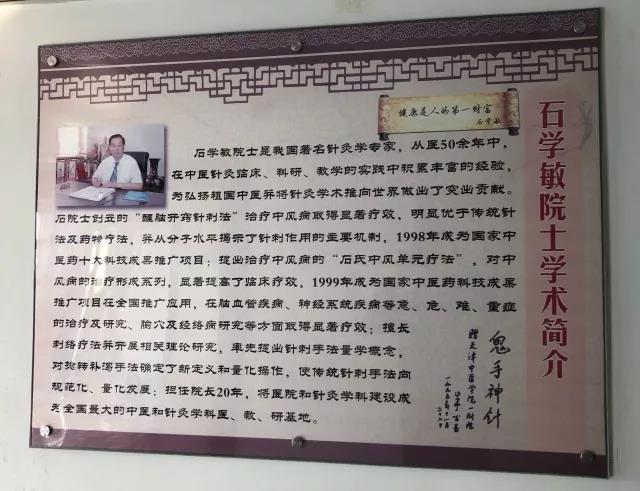 石学敏院士学术简介
健康是人的第一财富
石学敏
石学敏院士是我国著名针灸学专家，从医50余年中，
在中医针灸临床、科研、教学的实践中积累丰富的经验，
为弘扬祖国中医并将针灸学术推向世界做出了突出贡献。
石院士创立的“醒脑开窍针刺法”治疗中风病取得显著疗效，明显优于传统针
法及药物疗法，并从分子水平揭示了针刺作用的主要机制，1998年成为国家中
医药十大科技成果推广项目；提出治疗中风病的“石氏中风单元疗法”，对中
风病的治疗形成系列，显著提高了临床疗效，1999年成为国家中医药科技成果
推广项目在全国推广应用，在脑血管疾病、神经系统疾病等急、危、难、重症
的治疗及研究、腧穴及经络病研究等方面取得显著疗效；擅长
刺络疗法并开展相关理论研究，率先提出针刺手法量学概念，
对捻转补泻手法确定了新定义和量化操作，使传统针刺手法向
规范化、量化发展；担任院长20年，将医院和针灸学科建设成
为全国最大的中医和针灸学科医、教、研基地。
鬼手神针
赠天津中医学院一附院